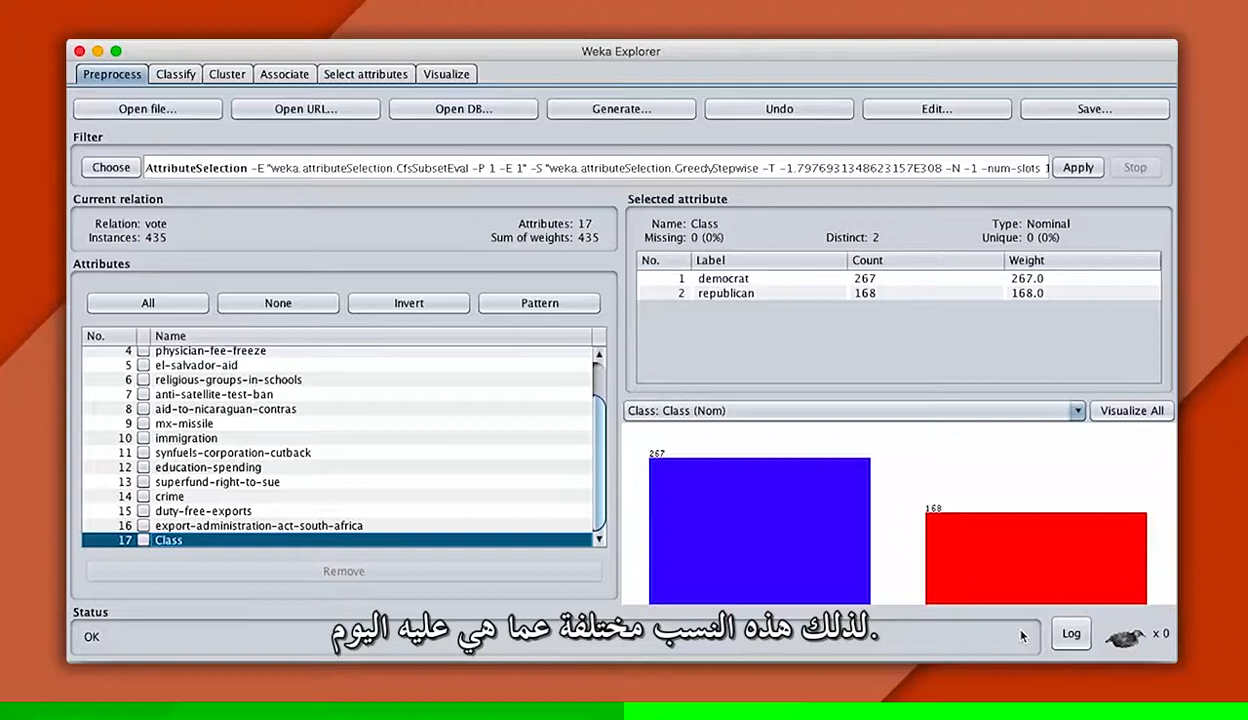 Weka Explorer
Preprocess Classify Cluster Associate Select attributes Visualize
Open file... Open URL... Open DB... Generate... Undo Edit... Save...
Filter
Choose AttributeSelection -E "weka.attributeSelection.CfsSubsetEval -P 1 -E 1" -S "weka.attributeSelection.GreedyStepwise -T -1.7976931348623157E308 -N -1 -num-slots 1 Apply Stop
Current relation
Relation: vote Attributes: 17
Instances: 435 Sum of weights: 435
Attributes
All None Invert Pattern
No. Name
4 physician-fee-freeze
5 el-salvador-aid
6 religious-groups-in-schools
7 anti-satellite-test-ban
8 aid-to-nicaraguan-contras
9 mx-missile
10 immigration
11 synfuels-corporation-cutback
12 education-spending
13 superfund-right-to-sue
14 crime
15 duty-free-exports
16 export-administration-act-south-africa
17 Class
Remove
Selected attribute
Name: Class Type: Nominal
Missing: 0 (0%) Distinct: 2 Unique: 0 (0%)
No. Label Count Weight
1 democrat 267 267.0
2 republican 168 168.0
Class: Class (Nom) Visualize All
267
168
Status
OK Log x 0
لذلك هذه النسب مختلفة عما هي عليه اليوم.